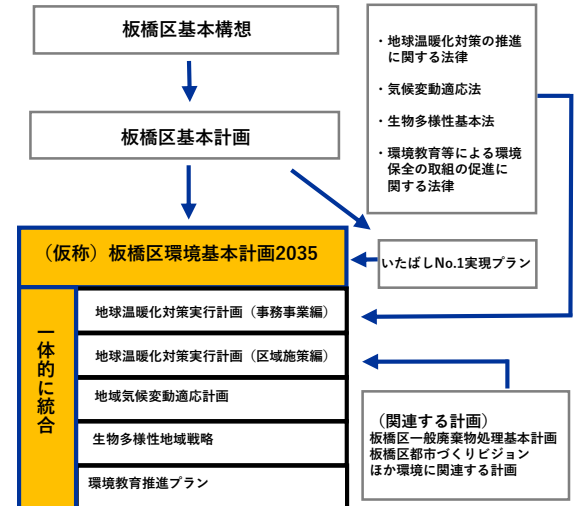 板橋区基本構想
板橋区基本計画
・地球温暖化対策の推進
に関する法律
・気候変動適応法
・生物多様性基本法
・環境教育等による環境
保全の取組の促進に
関する法律
（仮称）板橋区環境基本計画2035
いたばしNo.1実現プラン
一体的に統合
地球温暖化対策実行計画（事務事業編）
地球温暖化対策実行計画（区域施策編）
地域気候変動適応計画
生物多様性地域戦略
環境教育推進プラン
（関連する計画）
板橋区一般廃棄物処理基本計画
板橋区都市づくりビジョン
ほか環境に関連する計画